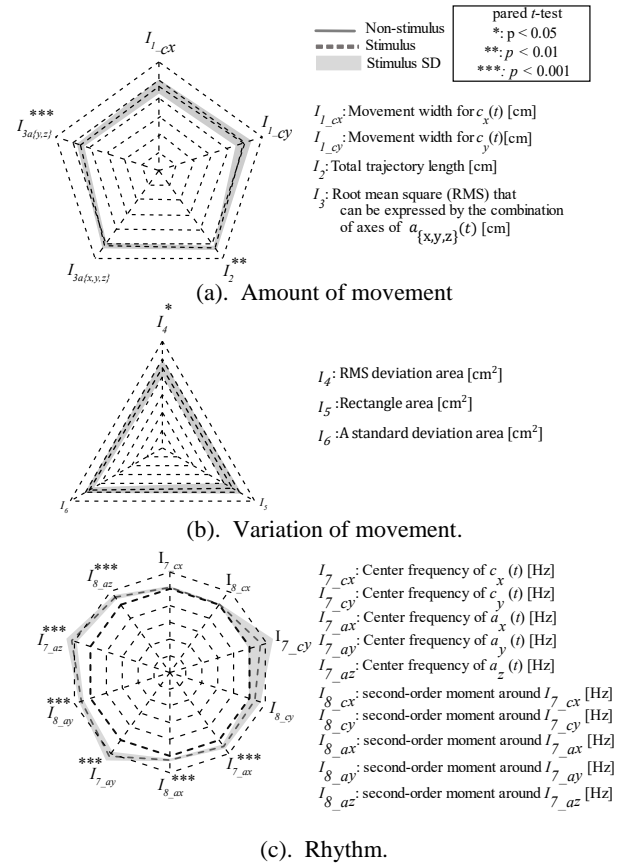 Non-stimulus
Stimulus
Stimulus SD
pared t-test
*: p < 0.05
**: p < 0.01
***: p < 0.001
I1_cx
I1_cy
I2**
I3a{x,y,z}
I3a{y,z}***
I1_cx: Movement width for cx(t) [cm]
I1_cy: Movement width for cy(t)[cm]
I2: Total trajectory length [cm]
I3: Root mean square (RMS) that
can be expressed by the combination
of axes of a{x,y,z}(t) [cm]
(a). Amount of movement
I4*
I6
I5
I4: RMS deviation area [cm²]
I5: Rectangle area [cm²]
I6: A standard deviation area [cm²]
(b). Variation of movement.
I7_cx
I8_cx
I7_cy
I8_cy
I7_ax***
I8_ax***
I7_ay***
I8_ay***
I7_az***
I8_az***
I7_cx: Center frequency of cx(t) [Hz]
I7_cy: Center frequency of cy(t) [Hz]
I7_ax: Center frequency of ax(t) [Hz]
I7_ay: Center frequency of ay(t) [Hz]
I7_az: Center frequency of az(t) [Hz]
I8_cx: second-order moment around I7_cx [Hz]
I8_cy: second-order moment around I7_cy [Hz]
I8_ax: second-order moment around I7_ax [Hz]
I8_ay: second-order moment around I7_ay [Hz]
I8_az: second-order moment around I7_az [Hz]
(c). Rhythm.